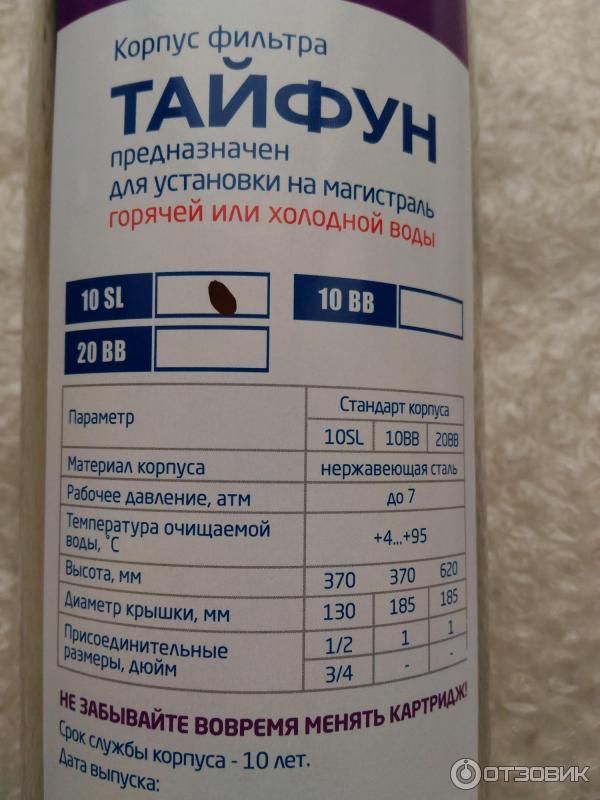 Корпус фильтра
ТАЙФУН
предназначен
для установки на магистраль
горячей или холодной воды
10 SL 10 BB
20 BB
Параметр Стандарт корпуса
10SL 10BB 20BB
Материал корпуса нержавеющая сталь
Рабочее давление, атм до 7
Температура очищаемой
воды, °С +4...+95
Высота, мм 370 370 620
Диаметр крышки, мм 130 185 185
Присоединительные
размеры, дюйм 1/2 1 1
3/4 - -
НЕ ЗАБЫВАЙТЕ ВОВРЕМЯ МЕНЯТЬ КАРТРИДЖ!
Срок службы корпуса - 10 лет.
Дата выпуска:
ОТЗОВИК